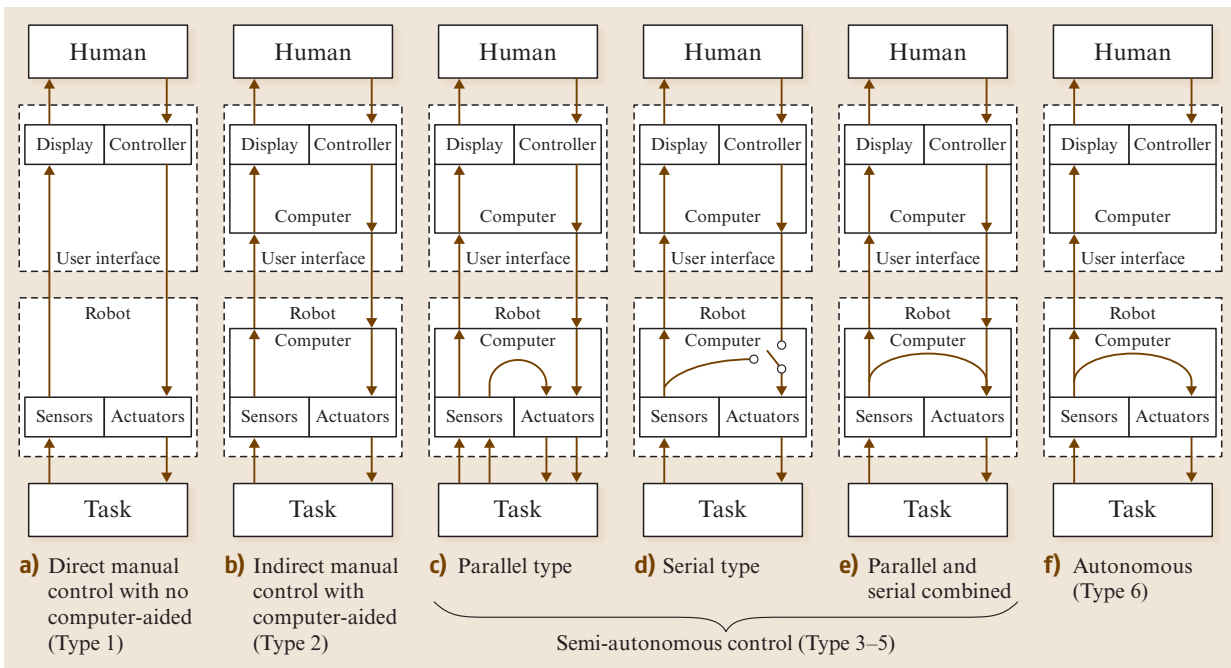 Human
Display Controller
User interface
Robot
Sensors Actuators
Task
a) Direct manual
control with no
computer-aided
(Type 1)
Human
Display Controller
Computer
User interface
Robot
Computer
Sensors Actuators
Task
b) Indirect manual
control with
computer-aided
(Type 2)
Human
Display Controller
Computer
User interface
Robot
Computer
Sensors Actuators
Task
c) Parallel type
Human
Display Controller
Computer
User interface
Robot
Computer
Sensors Actuators
Task
d) Serial type
Human
Display Controller
Computer
User interface
Robot
Computer
Sensors Actuators
Task
e) Parallel and
serial combined
Semi-autonomous control (Type 3–5)
Human
Display Controller
Computer
User interface
Robot
Computer
Sensors Actuators
Task
f) Autonomous
(Type 6)